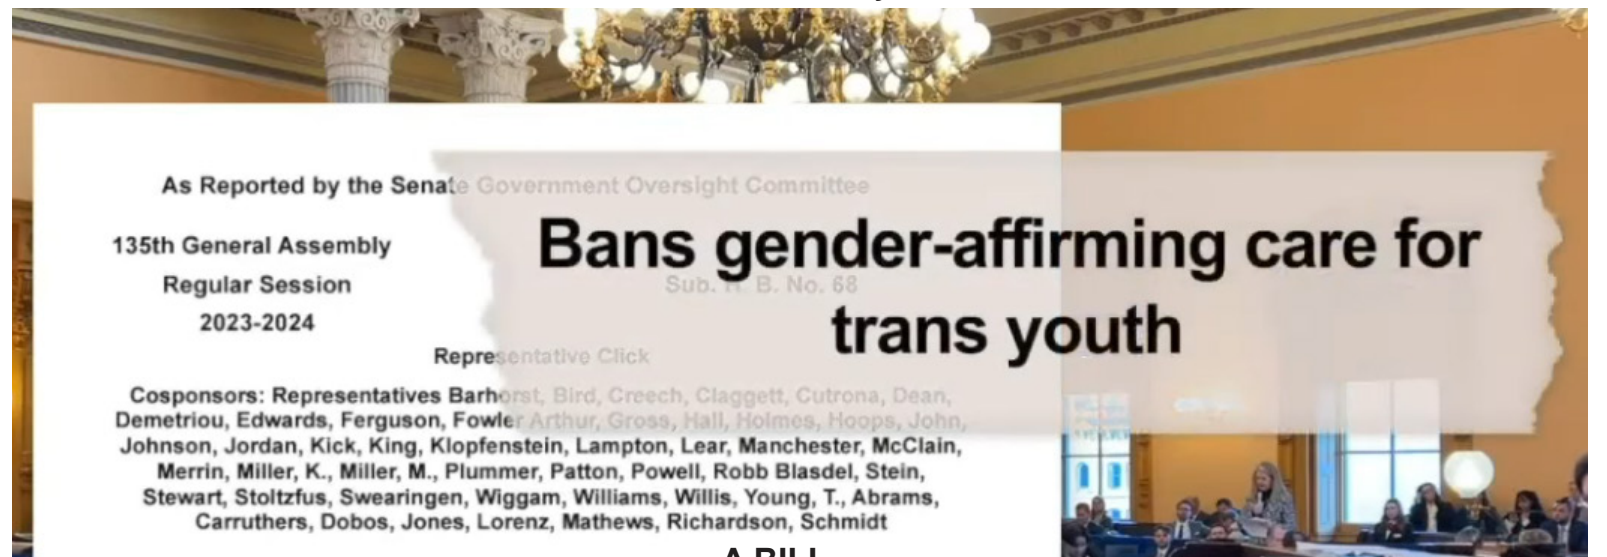 As Reported by the Senate Government Oversight Committee
135th General Assembly
Regular Session
2023-2024
Sub. H. B. No. 68
Bans gender-affirming care for
trans youth
Representative Click
Cosponsors: Representatives Barhorst, Bird, Creech, Claggett, Cutrona, Dean,
Demetriou, Edwards, Ferguson, Fowler Arthur, Gross, Hall, Holmes, Hoops, John,
Johnson, Jordan, Kick, King, Klopfenstein, Lampton, Lear, Manchester, McClain,
Merrin, Miller, K., Miller, M., Plummer, Patton, Powell, Robb Blasdel, Stein,
Stewart, Stoltzfus, Swearingen, Wiggam, Williams, Willis, Young, T., Abrams,
Carruthers, Dobos, Jones, Lorenz, Mathews, Richardson, Schmidt
A BILL